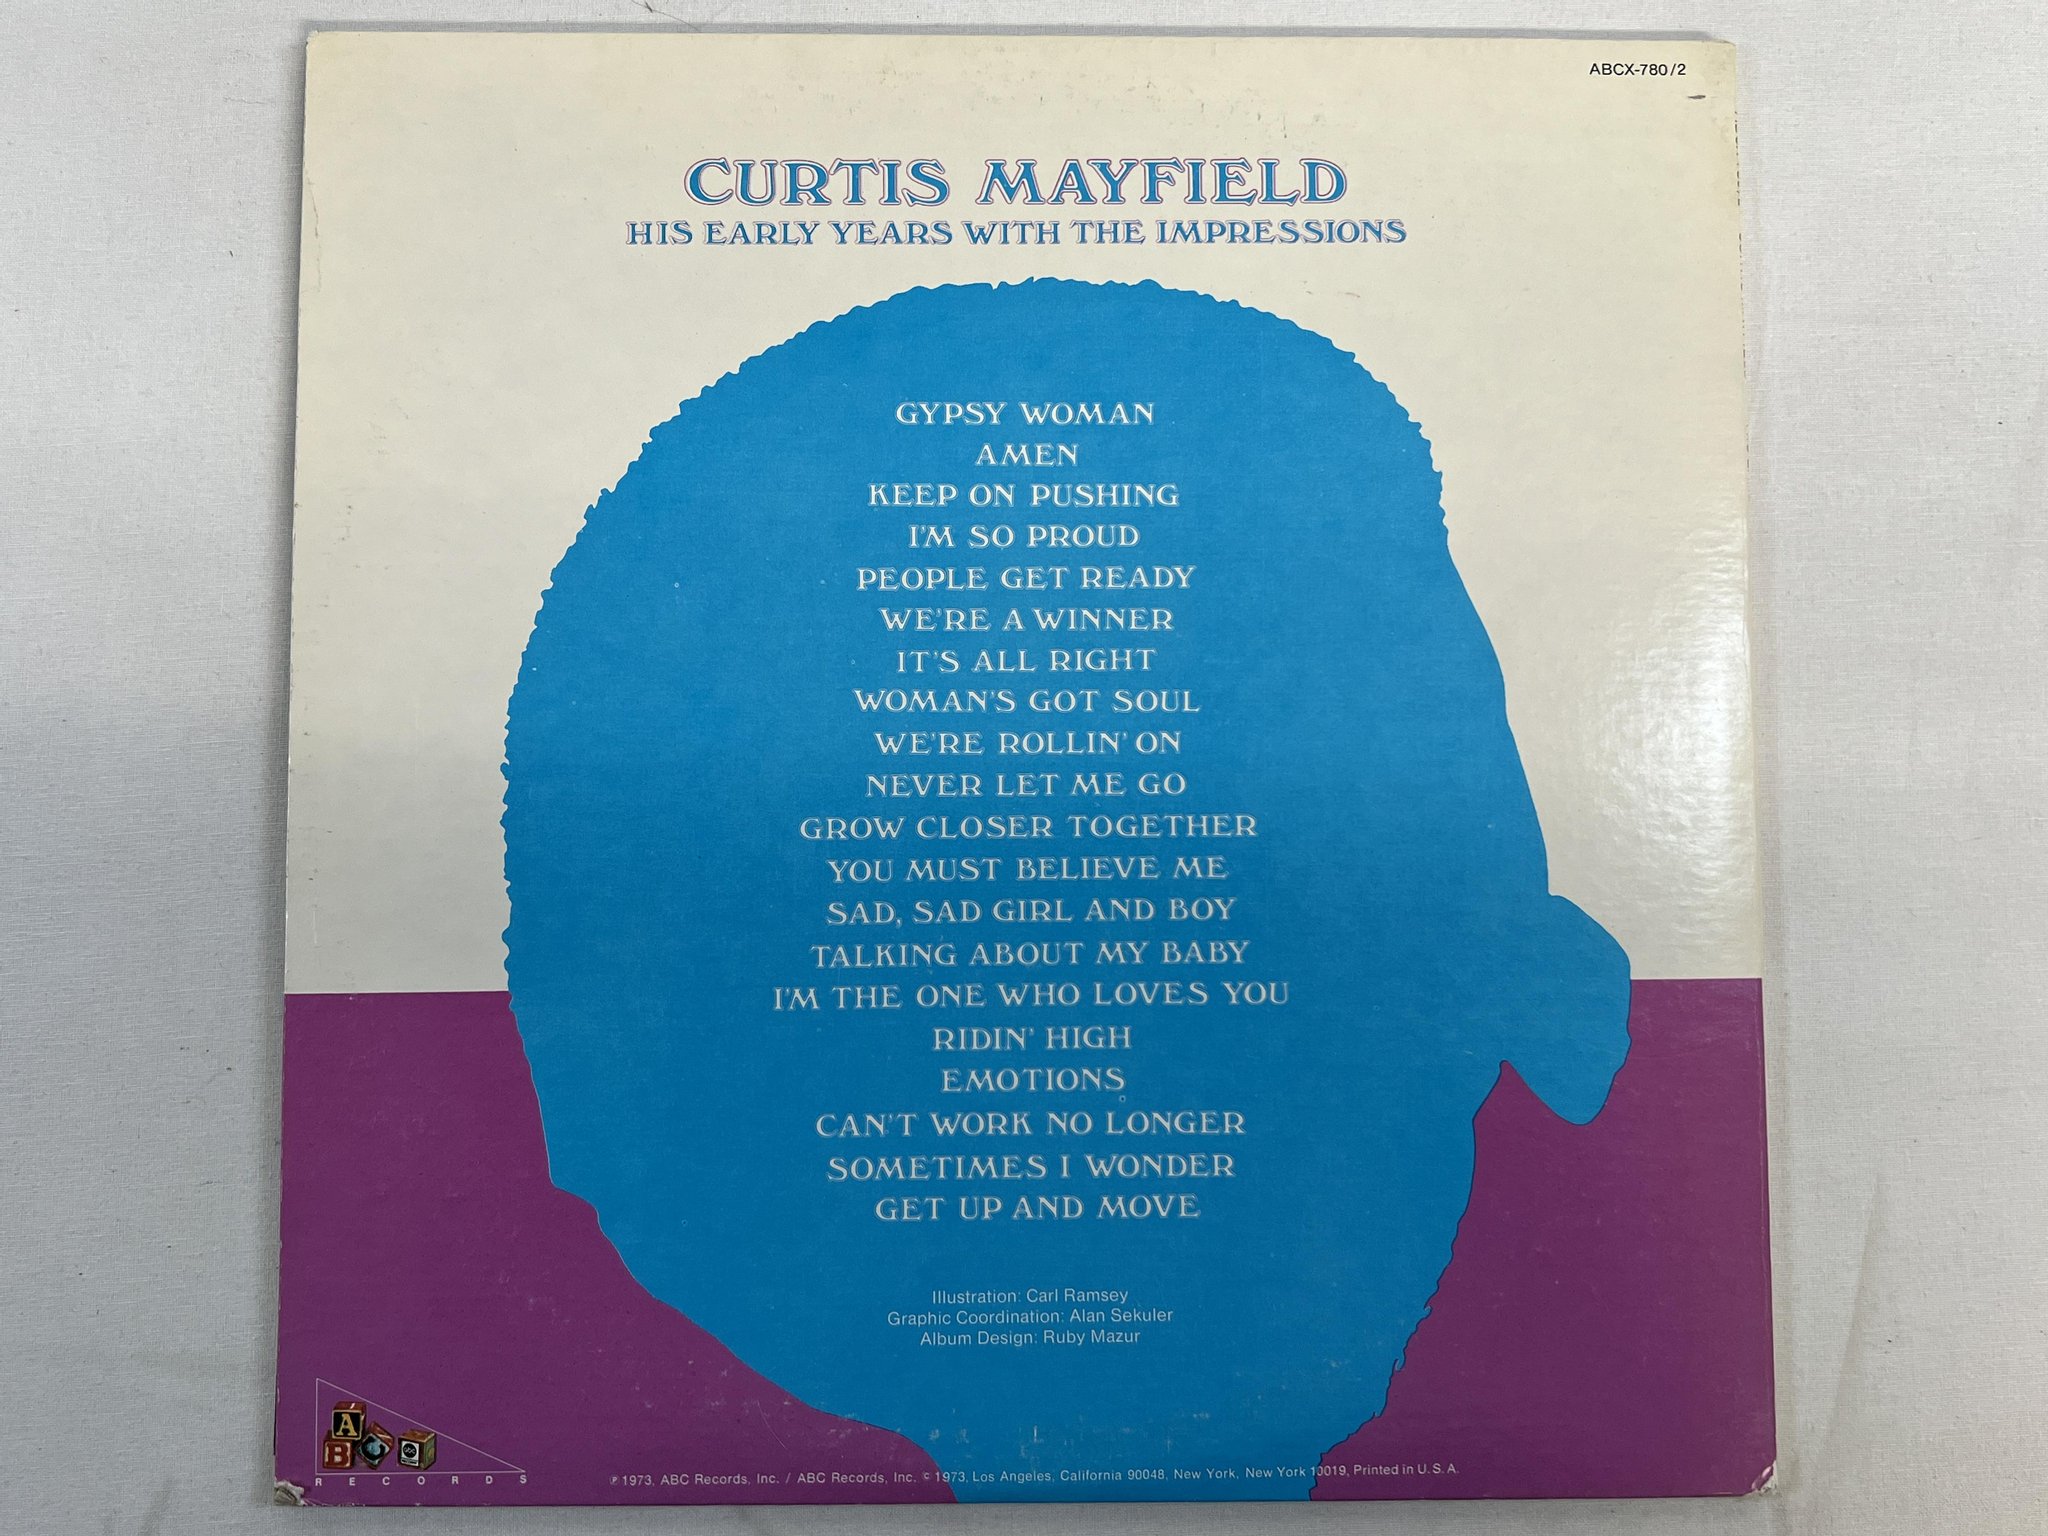 ABCX-780/2
CURTIS MAYFIELD
HIS EARLY YEARS WITH THE IMPRESSIONS
GYPSY WOMAN
AMEN
KEEP ON PUSHING
I'M SO PROUD
PEOPLE GET READY
WE'RE A WINNER
IT'S ALL RIGHT
WOMAN'S GOT SOUL
WE'RE ROLLIN' ON
NEVER LET ME GO
GROW CLOSER TOGETHER
YOU MUST BELIEVE ME
SAD, SAD GIRL AND BOY
TALKING ABOUT MY BABY
I'M THE ONE WHO LOVES YOU
RIDIN' HIGH
EMOTIONS
CAN'T WORK NO LONGER
SOMETIMES I WONDER
GET UP AND MOVE
Illustration: Carl Ramsey
Graphic Coordination: Alan Sekuler
Album Design: Ruby Mazur
A
B C abc
RECORDS
℗ 1973, ABC Records, Inc. / ABC Records, Inc. © 1973, Los Angeles, California 90048, New York, New York 10019, Printed in U.S.A.